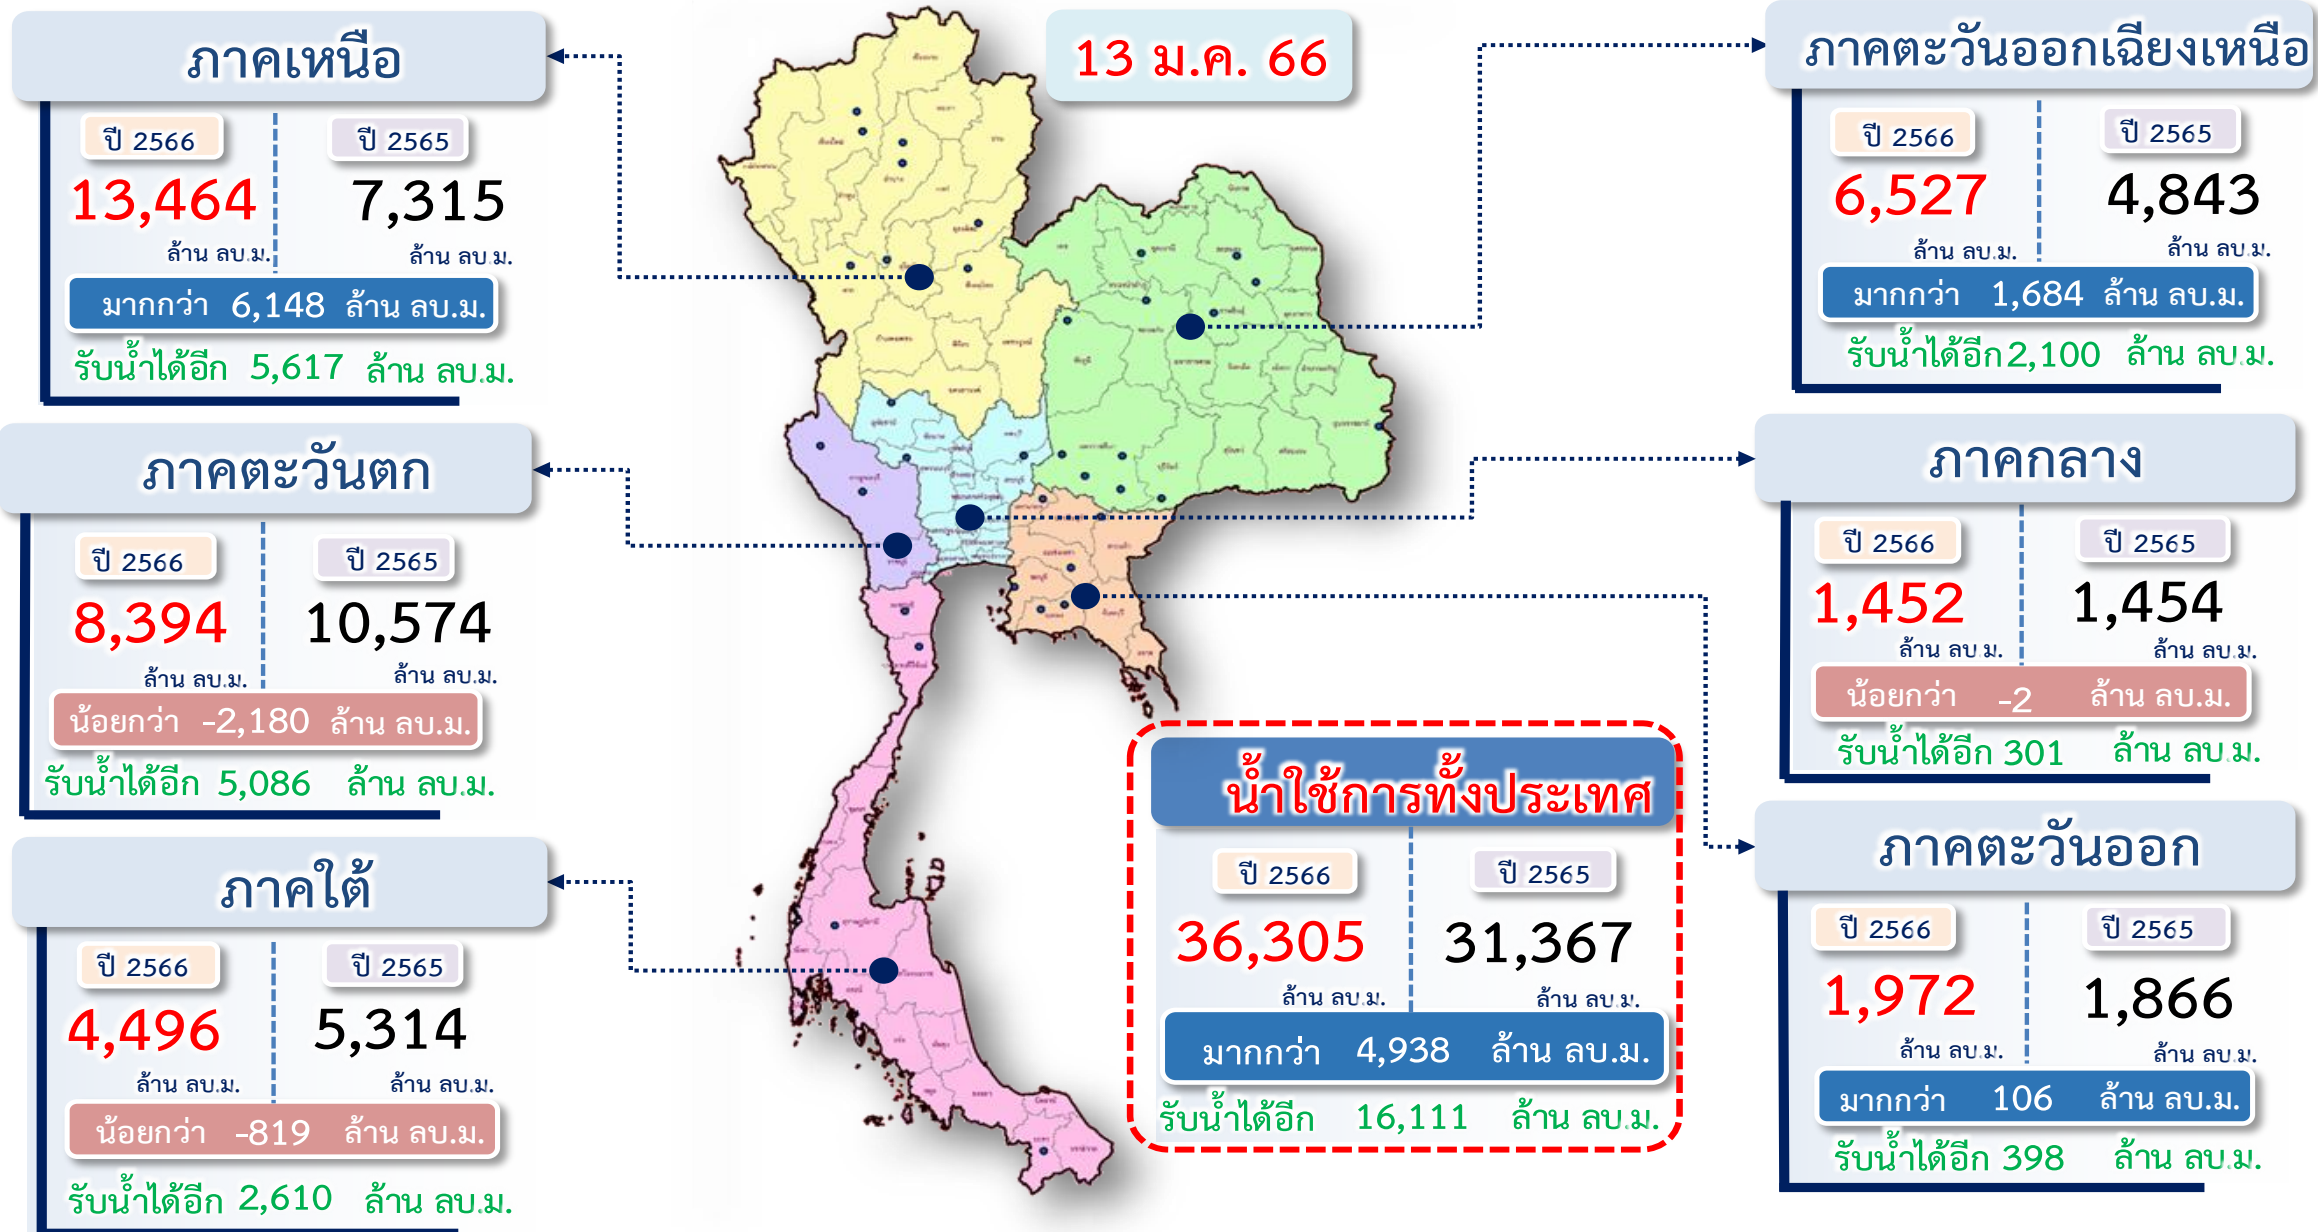 13 ม.ค. 66
ภาคเหนือ
ปี 2566 ปี 2565
13,464 7,315
ล้าน ลบ.ม. ล้าน ลบ.ม.
มากกว่า 6,148 ล้าน ลบ.ม.
รับน้ำได้อีก 5,617 ล้าน ลบ.ม.
ภาคตะวันตก
ปี 2566 ปี 2565
8,394 10,574
ล้าน ลบ.ม. ล้าน ลบ.ม.
น้อยกว่า -2,180 ล้าน ลบ.ม.
รับน้ำได้อีก 5,086 ล้าน ลบ.ม.
ภาคใต้
ปี 2566 ปี 2565
4,496 5,314
ล้าน ลบ.ม. ล้าน ลบ.ม.
น้อยกว่า -819 ล้าน ลบ.ม.
รับน้ำได้อีก 2,610 ล้าน ลบ.ม.
น้ำใช้การทั้งประเทศ
ปี 2566 ปี 2565
36,305 31,367
ล้าน ลบ.ม. ล้าน ลบ.ม.
มากกว่า 4,938 ล้าน ลบ.ม.
รับน้ำได้อีก 16,111 ล้าน ลบ.ม.
ภาคตะวันออกเฉียงเหนือ
ปี 2566 ปี 2565
6,527 4,843
ล้าน ลบ.ม. ล้าน ลบ.ม.
มากกว่า 1,684 ล้าน ลบ.ม.
รับน้ำได้อีก 2,100 ล้าน ลบ.ม.
ภาคกลาง
ปี 2566 ปี 2565
1,452 1,454
ล้าน ลบ.ม. ล้าน ลบ.ม.
น้อยกว่า -2 ล้าน ลบ.ม.
รับน้ำได้อีก 301 ล้าน ลบ.ม.
ภาคตะวันออก
ปี 2566 ปี 2565
1,972 1,866
ล้าน ลบ.ม. ล้าน ลบ.ม.
มากกว่า 106 ล้าน ลบ.ม.
รับน้ำได้อีก 398 ล้าน ลบ.ม.